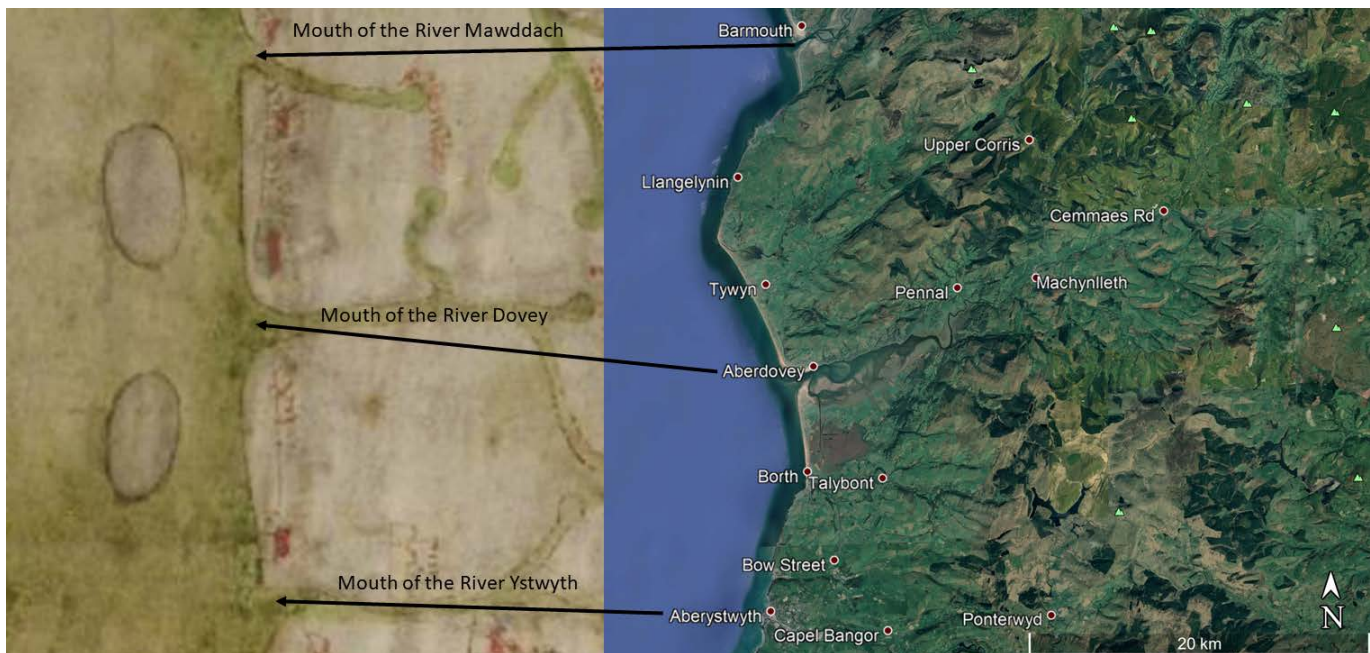 Mouth of the River Mawddach
Barmouth
Upper Corris
Llangelynin
Cemmaes Rd
Tywyn
Pennal
Machynlleth
Mouth of the River Dovey
Aberdovey
Borth
Talybont
Bow Street
Mouth of the River Ystwyth
Aberystwyth
Capel Bangor
Ponterwyd
N
20 km